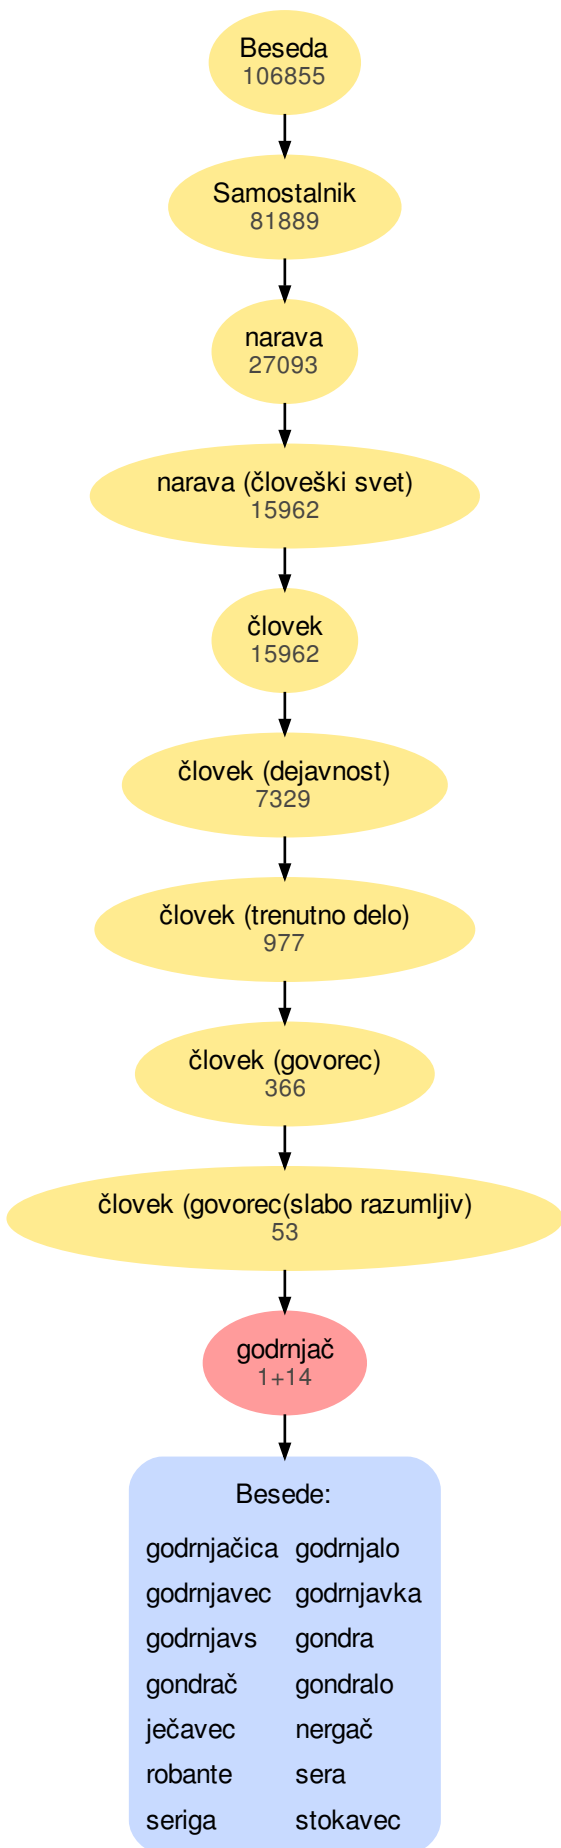 Beseda
106855
Samostalnik
81889
narava
27093
narava (človeški svet)
15962
človek
15962
človek (dejavnost)
7329
človek (trenutno delo)
977
človek (govorec)
366
človek (govorec(slabo razumljiv)
53
godrnjač
1+14
Besede:
godrnjačica godrnjalo
godrnjavec godrnjavka
godrnjavs gondra
gondrač gondralo
ječavec nergač
robante sera
seriga stokavec